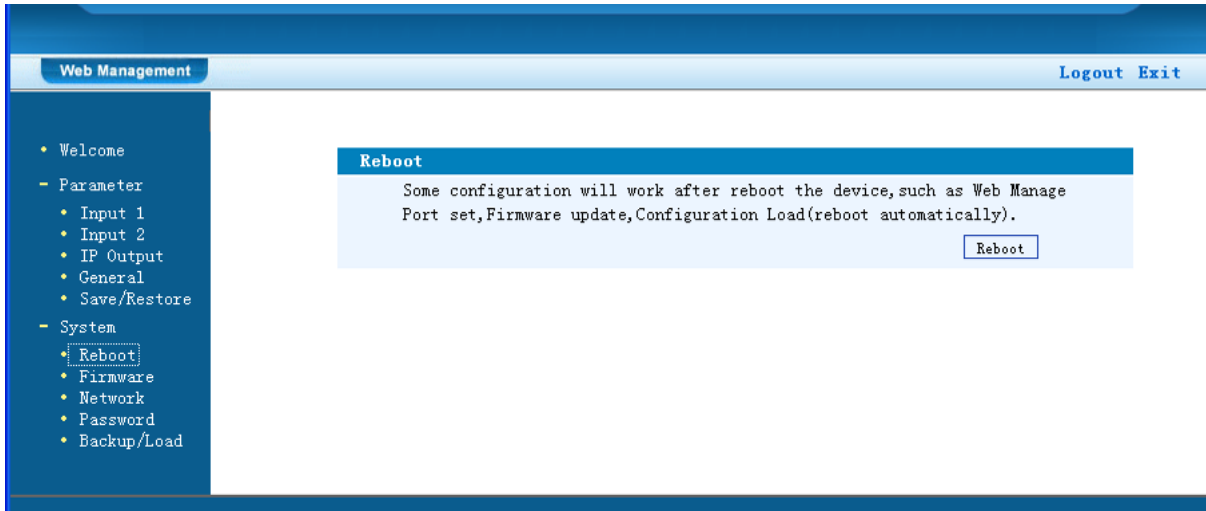 Web Management
Logout Exit
Welcome
Parameter
Input 1
Input 2
IP Output
General
Save/Restore
System
Reboot
Firmware
Network
Password
Backup/Load
Reboot
Some configuration will work after reboot the device,such as Web Manage
Port set,Firmware update,Configuration Load(reboot automatically).
Reboot